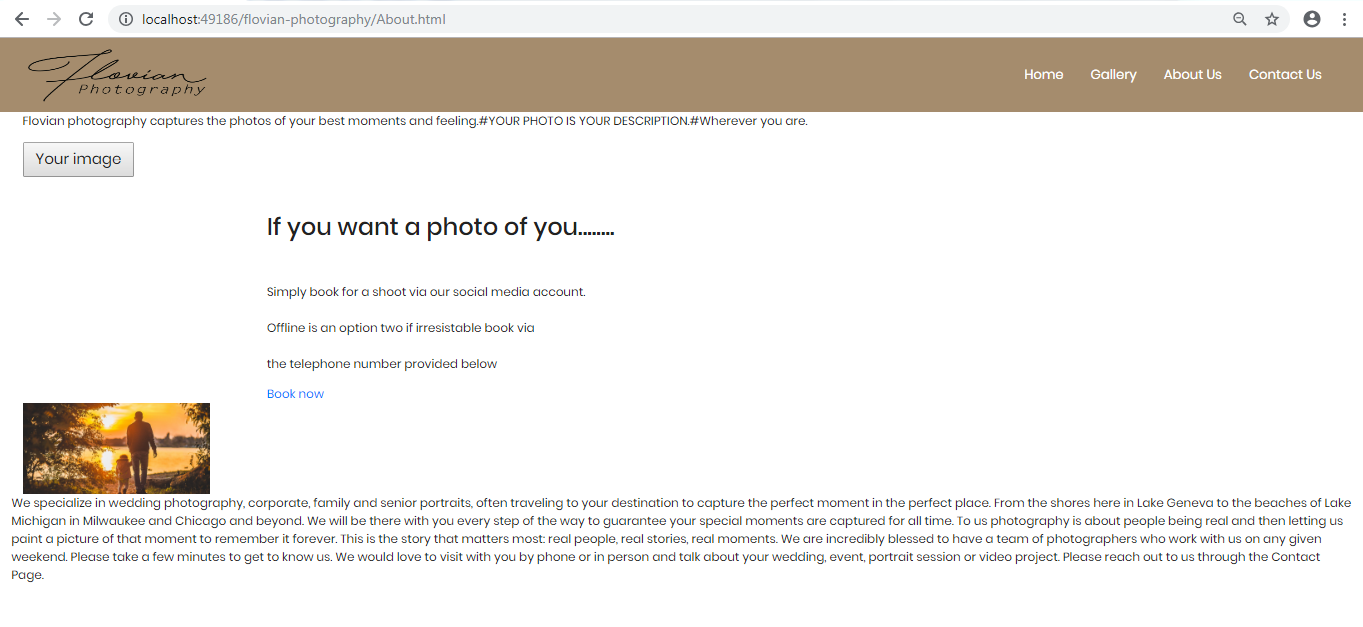 localhost:49186/flovian-photography/About.html
Flovian
Photography
Home Gallery About Us Contact Us
Flovian photography captures the photos of your best moments and feeling.#YOUR PHOTO IS YOUR DESCRIPTION.#Wherever you are.
Your image
If you want a photo of you........
Simply book for a shoot via our social media account.
Offline is an option two if irresistable book via
the telephone number provided below
Book now
We specialize in wedding photography, corporate, family and senior portraits, often traveling to your destination to capture the perfect moment in the perfect place. From the shores here in Lake Geneva to the beaches of Lake
Michigan in Milwaukee and Chicago and beyond. We will be there with you every step of the way to guarantee your special moments are captured for all time. To us photography is about people being real and then letting us
paint a picture of that moment to remember it forever. This is the story that matters most: real people, real stories, real moments. We are incredibly blessed to have a team of photographers who work with us on any given
weekend. Please take a few minutes to get to know us. We would love to visit with you by phone or in person and talk about your wedding, event, portrait session or video project. Please reach out to us through the Contact
Page.